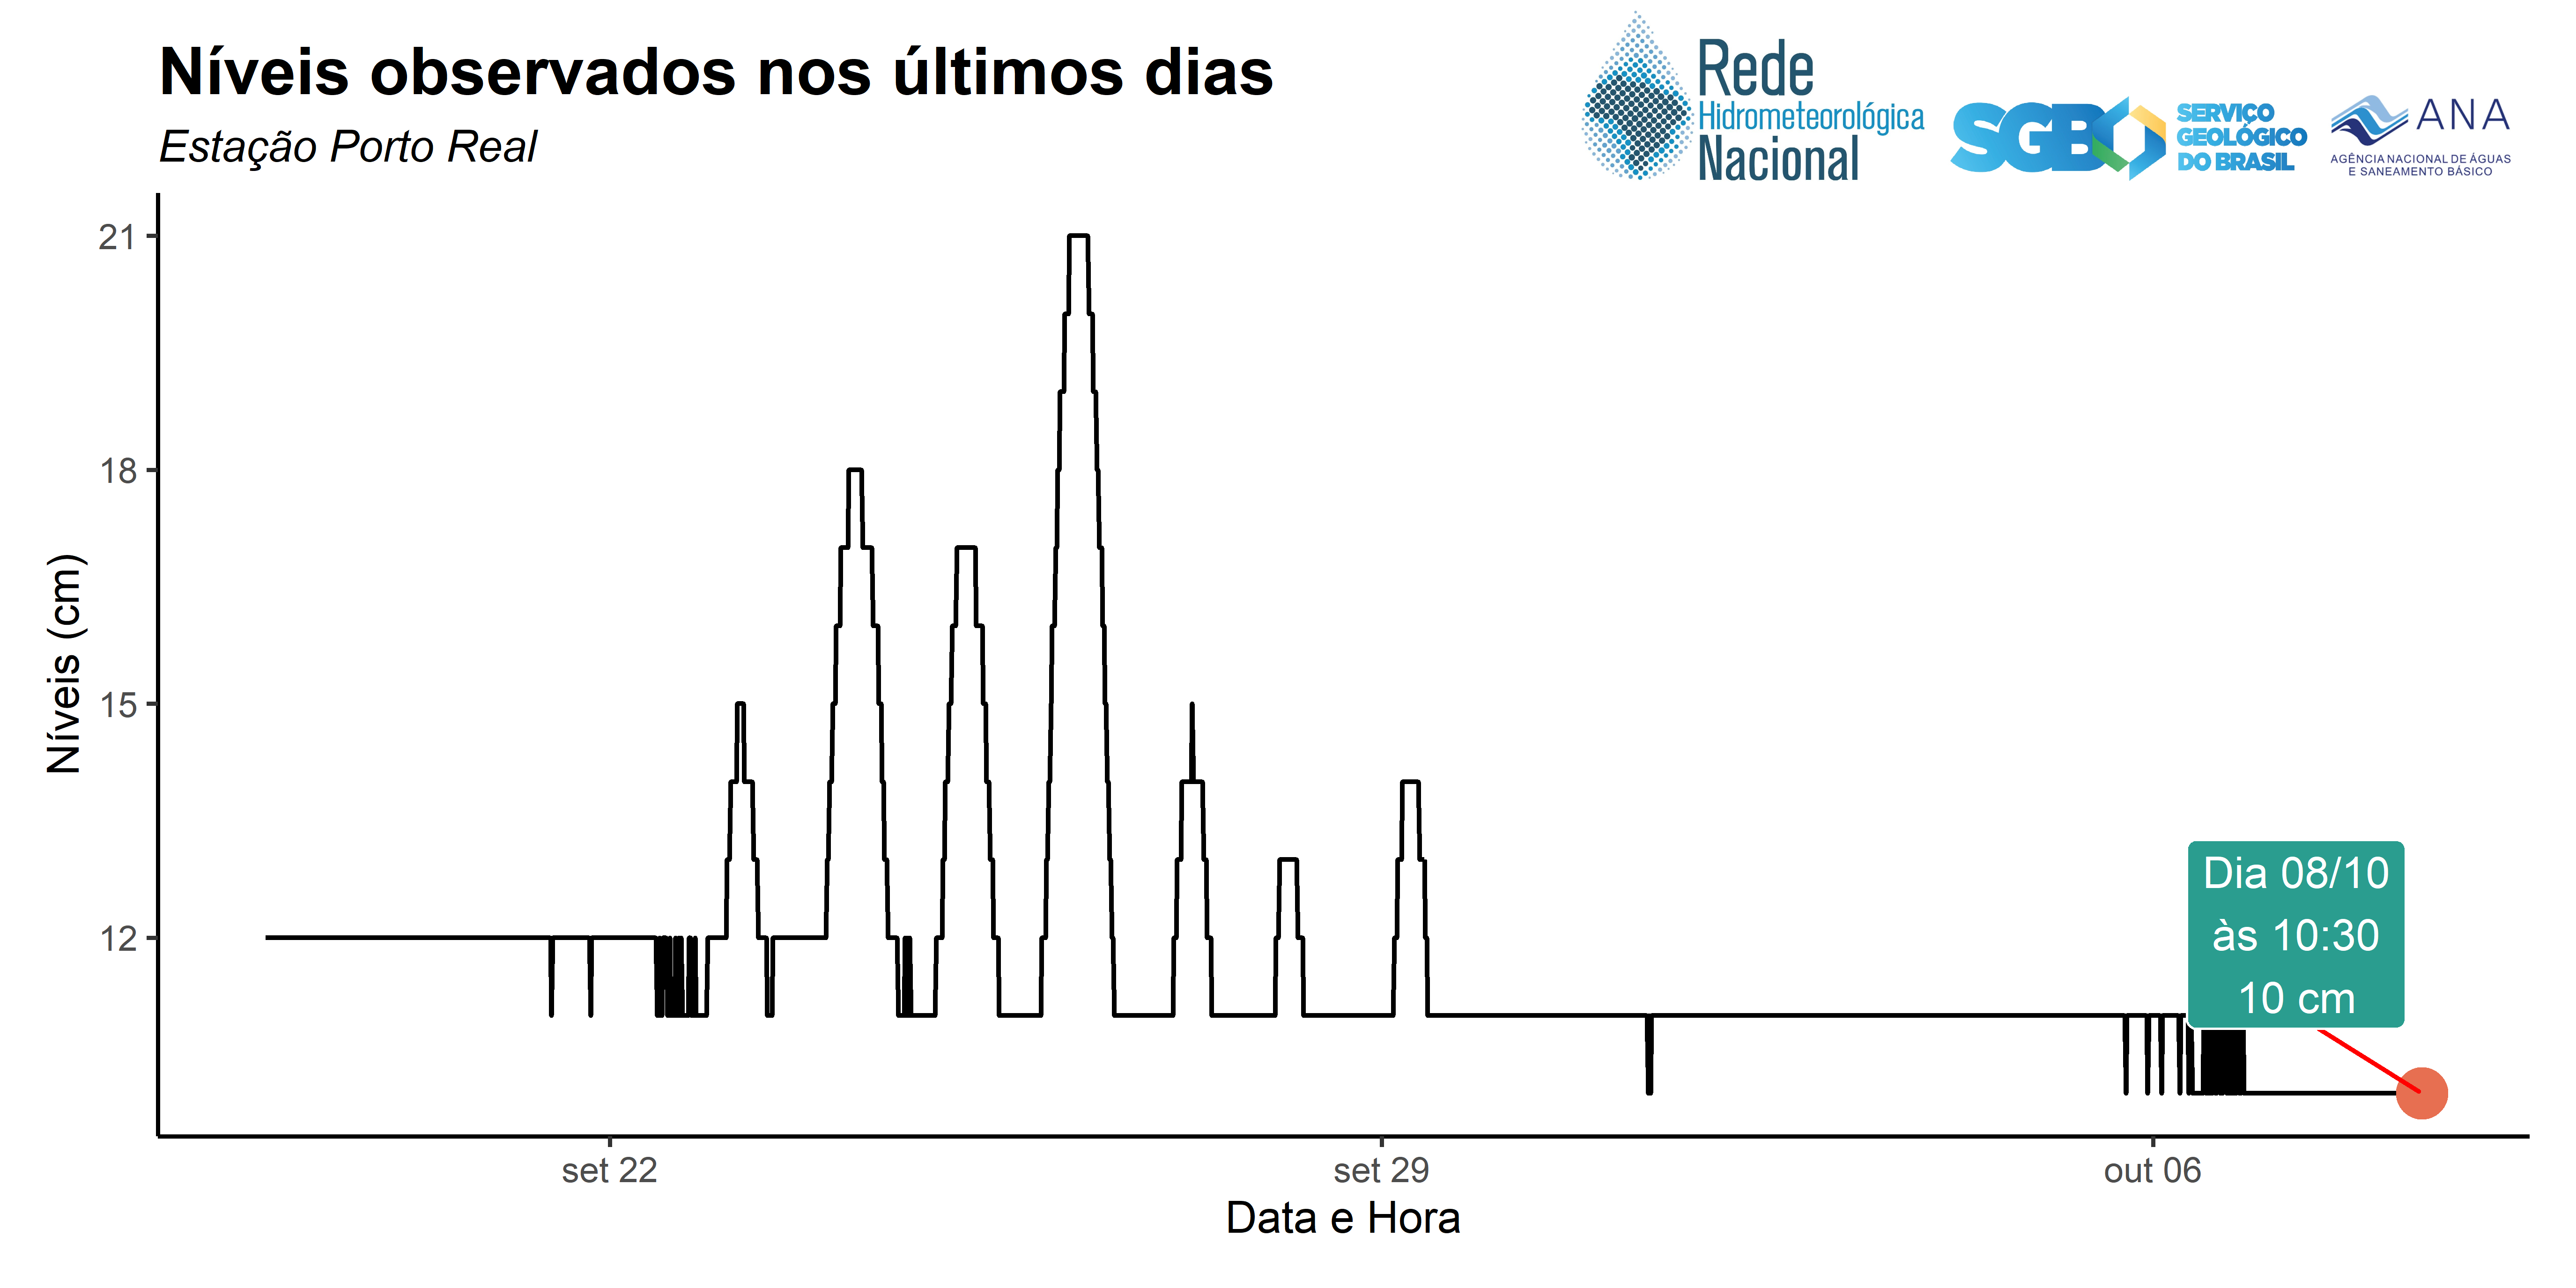 Níveis observados nos últimos dias
Estação Porto Real
Rede
Hidrometeorológica
Nacional
SGB
SERVIÇO
GEOLÓGICO
DO BRASIL
ANA
AGÊNCIA NACIONAL DE ÁGUAS
E SANEAMENTO BÁSICO
21
18
15
12
Níveis (cm)
Dia 08/10
às 10:30
10 cm
set 22
set 29
out 06
Data e Hora